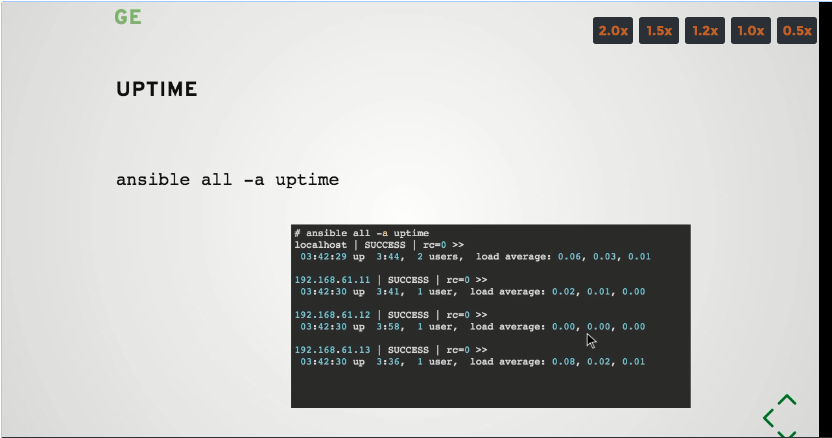 GE
2.0x 1.5x 1.2x 1.0x 0.5x
UPTIME
ansible all -a uptime
# ansible all -a uptime
localhost | SUCCESS | rc=0 >>
03:42:29 up 3:44, 2 users, load average: 0.06, 0.03, 0.01
192.168.61.11 | SUCCESS | rc=0 >>
03:42:30 up 3:41, 1 user, load average: 0.02, 0.01, 0.00
192.168.61.12 | SUCCESS | rc=0 >>
03:42:30 up 3:58, 1 user, load average: 0.00, 0.00, 0.00
192.168.61.13 | SUCCESS | rc=0 >>
03:42:30 up 3:36, 1 user, load average: 0.08, 0.02, 0.01